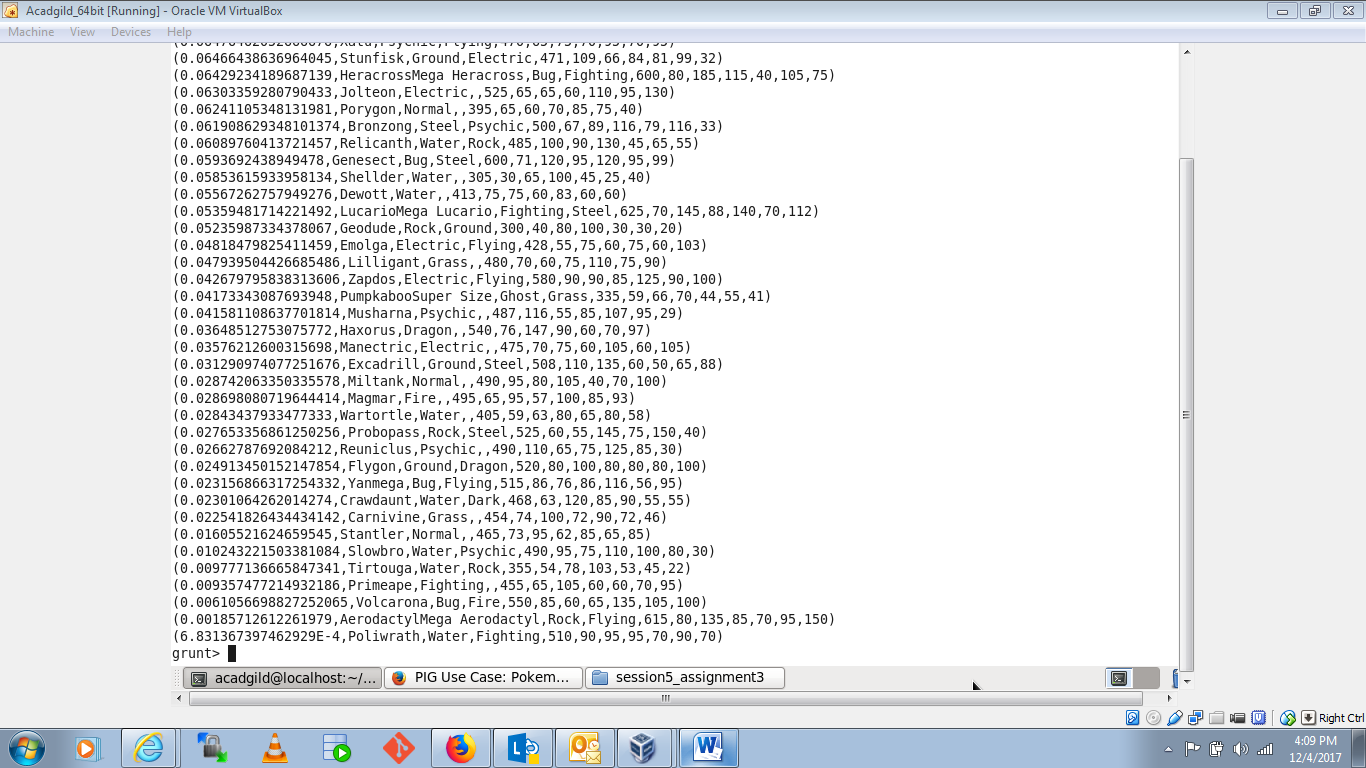 Acadgild_64bit [Running] - Oracle VM VirtualBox
Machine View Devices Help
(0.06466438636964045,Stunfisk,Ground,Electric,471,109,66,84,81,99,32)
(0.06429234189687139,HeracrossMega Heracross,Bug,Fighting,600,80,185,115,40,105,75)
(0.06303359280790433,Jolteon,Electric,,525,65,65,60,110,95,130)
(0.06241105348131981,Porygon,Normal,,395,65,60,70,85,75,40)
(0.061908629348101374,Bronzong,Steel,Psychic,500,67,89,116,79,116,33)
(0.06089760413721457,Relicanth,Water,Rock,485,100,90,130,45,65,55)
(0.0593692438949478,Genesect,Bug,Steel,600,71,120,95,120,95,99)
(0.05853615933958134,Shellder,Water,,305,30,65,100,45,25,40)
(0.05567262757949276,Dewott,Water,,413,75,75,60,83,60,60)
(0.05359481714221492,LucarioMega Lucario,Fighting,Steel,625,70,145,88,140,70,112)
(0.05235987334378067,Geodude,Rock,Ground,300,40,80,100,30,30,20)
(0.04818479825411459,Emolga,Electric,Flying,428,55,75,60,75,60,103)
(0.047939504426685486,Lilligant,Grass,,480,70,60,75,110,75,90)
(0.042679795838313606,Zapdos,Electric,Flying,580,90,90,85,125,90,100)
(0.04173343087693948,PumpkabooSuper Size,Ghost,Grass,335,59,66,70,44,55,41)
(0.041581108637701814,Musharna,Psychic,,487,116,55,85,107,95,29)
(0.03648512753075772,Haxorus,Dragon,,540,76,147,90,60,70,97)
(0.03576212600315698,Manectric,Electric,,475,70,75,60,105,60,105)
(0.031290974077251676,Excadrill,Ground,Steel,508,110,135,60,50,65,88)
(0.028742063350335578,Miltank,Normal,,490,95,80,105,40,70,100)
(0.028698080719644414,Magmar,Fire,,495,65,95,57,100,85,93)
(0.02843437933477333,Wartortle,Water,,405,59,63,80,65,80,58)
(0.027653356861250256,Probopass,Rock,Steel,525,60,55,145,75,150,40)
(0.02662787692084212,Reuniclus,Psychic,,490,110,65,75,125,85,30)
(0.024913450152147854,Flygon,Ground,Dragon,520,80,100,80,80,80,100)
(0.023156866317254332,Yanmega,Bug,Flying,515,86,76,86,116,56,95)
(0.02301064262014274,Crawdaunt,Water,Dark,468,63,120,85,90,55,55)
(0.022541826434434142,Carnivine,Grass,,454,74,100,72,90,72,46)
(0.01605521624659545,Stantler,Normal,,465,73,95,62,85,65,85)
(0.010243221503381084,Slowbro,Water,Psychic,490,95,75,110,100,80,30)
(0.009777136665847341,Tirtouga,Water,Rock,355,54,78,103,53,45,22)
(0.009357477214932186,Primeape,Fighting,,455,65,105,60,60,70,95)
(0.0061056698827252065,Volcarona,Bug,Fire,550,85,60,65,135,105,100)
(0.00185712612261979,AerodactylMega Aerodactyl,Rock,Flying,615,80,135,85,70,95,150)
(6.831367397462929E-4,Poliwrath,Water,Fighting,510,90,95,95,70,90,70)
grunt>
acadgild@localhost:~/... PIG Use Case: Pokem... session5_assignment3
Right Ctrl
4:09 PM
12/4/2017